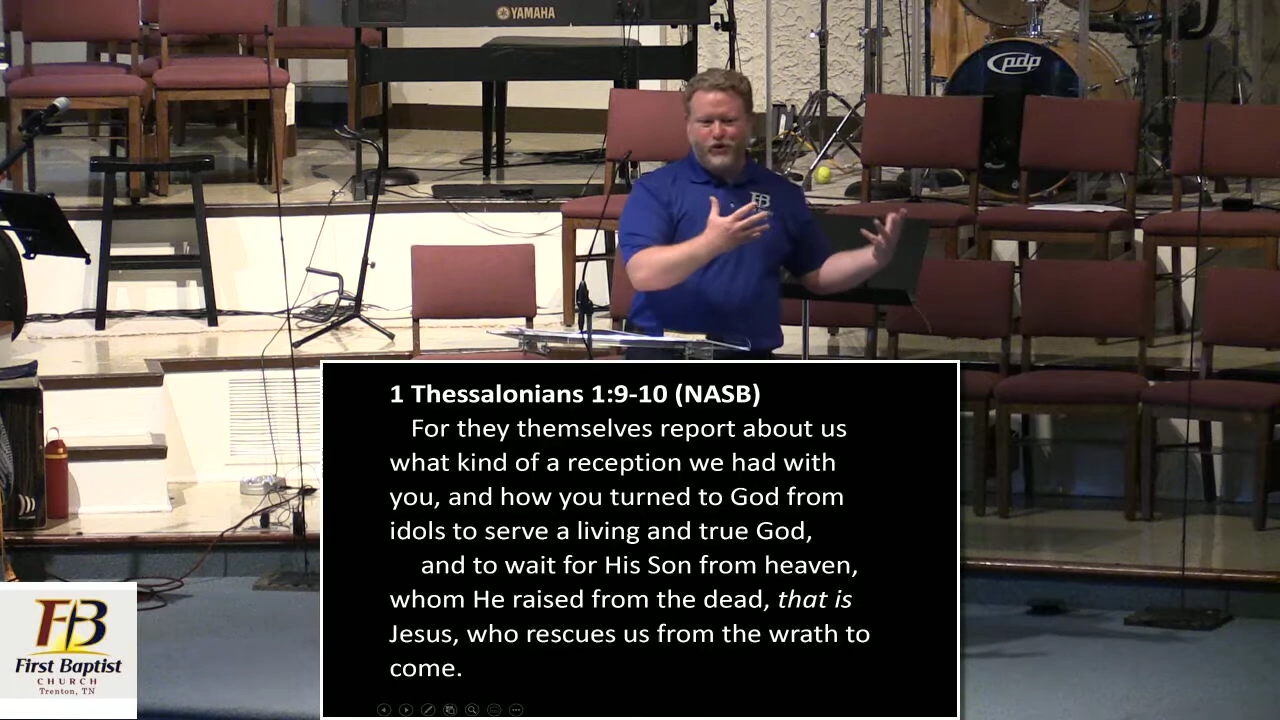 YAMAHA
pdp
FB
1 Thessalonians 1:9-10 (NASB)
For they themselves report about us
what kind of a reception we had with
you, and how you turned to God from
idols to serve a living and true God,
and to wait for His Son from heaven,
whom He raised from the dead, that is
Jesus, who rescues us from the wrath to
come.
FB
First Baptist
CHURCH
Trenton, TN